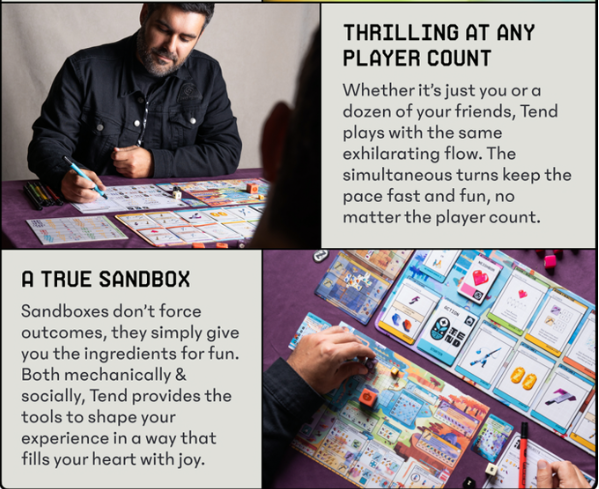 THRILLING AT ANY
PLAYER COUNT
Whether it's just you or a
dozen of your friends, Tend
plays with the same
exhilarating flow. The
simultaneous turns keep the
pace fast and fun, no
matter the player count.
A TRUE SANDBOX
Sandboxes don't force
outcomes, they simply give
you the ingredients for fun.
Both mechanically &
socially, Tend provides the
tools to shape your
experience in a way that
fills your heart with joy.